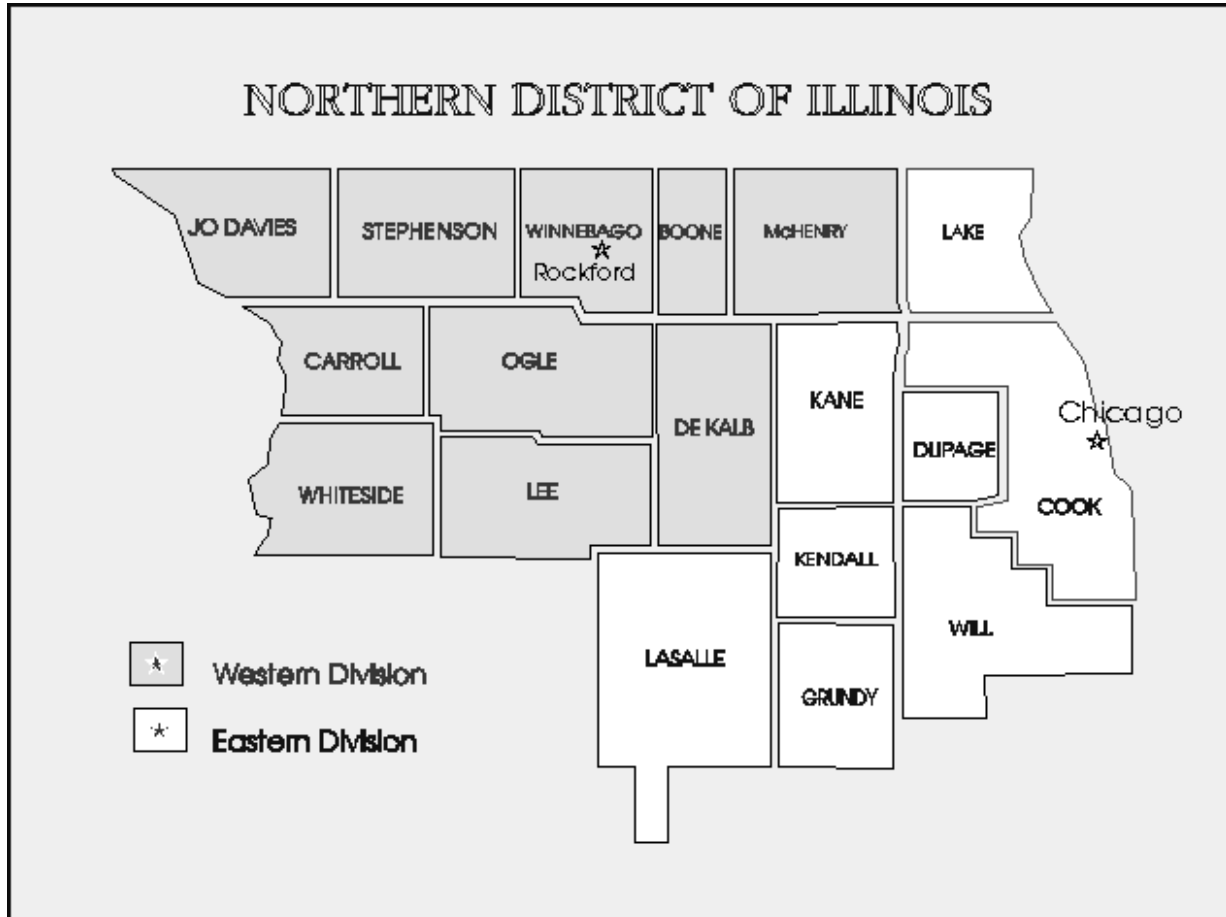 NORTHERN DISTRICT OF ILLINOIS
JO DAVIES
STEPHENSON
WINNEBAGO
Rockford
BOONE
McHENRY
LAKE
CARROLL
OGLE
DE KALB
KANE
Chicago
DUPAGE
COOK
WHITESIDE
LEE
KENDALL
WILL
LASALLE
GRUNDY
Western Division
Eastern Division